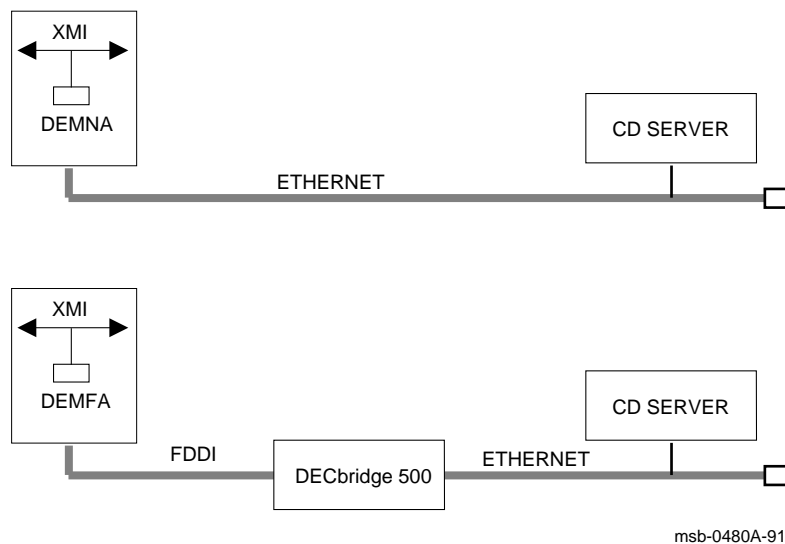 XMI
DEMNA
CD SERVER
ETHERNET
XMI
DEMFA
CD SERVER
FDDI
DECbridge 500
ETHERNET
msb-0480A-91